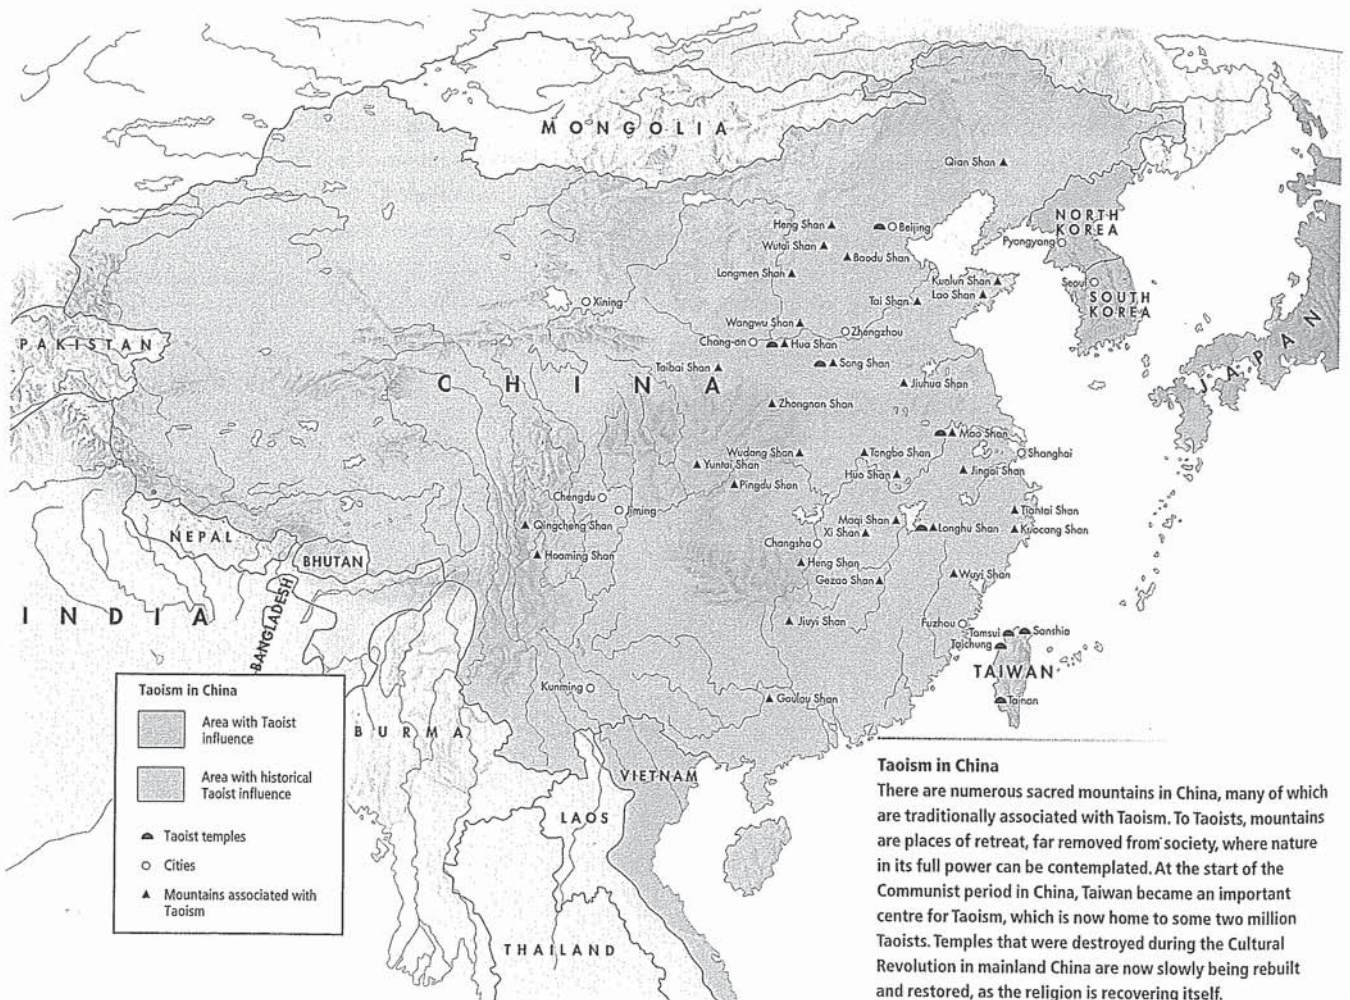 MONGOLIA
Qian Shan
NORTH
KOREA
Pyongyang
Heng Shan
Beijing
Wutai Shan
Baodu Shan
Longmen Shan
Kunlun Shan
Lao Shan
Seoul
SOUTH
KOREA
Xining
Tai Shan
Wangwu Shan
Zhengzhou
Chang-an
Hua Shan
JAPAN
PAKISTAN
Taibai Shan
Song Shan
CHINA
Jiuhua Shan
Zhongnan Shan
Mao Shan
Wudang Shan
Tongbo Shan
Shanghai
Yuntai Shan
Huo Shan
Jingai Shan
Pingdu Shan
Chengdu
Jiming
Tiantai Shan
Qingcheng Shan
Maqi Shan
Longhu Shan
Kuocang Shan
Xi Shan
NEPAL
Changsha
Haoming Shan
BHUTAN
Heng Shan
Wuyi Shan
Gezao Shan
INDIA
BANGLADESH
Jiuyi Shan
Fuzhou
Tamsui
Sanshia
Taichung
TAIWAN
Kunming
Goulou Shan
Tainan
BURMA
VIETNAM
LAOS
THAILAND
Taoism in China
Area with Taoist
influence
Area with historical
Taoist influence
Taoist temples
Cities
Mountains associated with
Taoism
Taoism in China
There are numerous sacred mountains in China, many of which
are traditionally associated with Taoism. To Taoists, mountains
are places of retreat, far removed from society, where nature
in its full power can be contemplated. At the start of the
Communist period in China, Taiwan became an important
centre for Taoism, which is now home to some two million
Taoists. Temples that were destroyed during the Cultural
Revolution in mainland China are now slowly being rebuilt
and restored, as the religion is recovering itself.